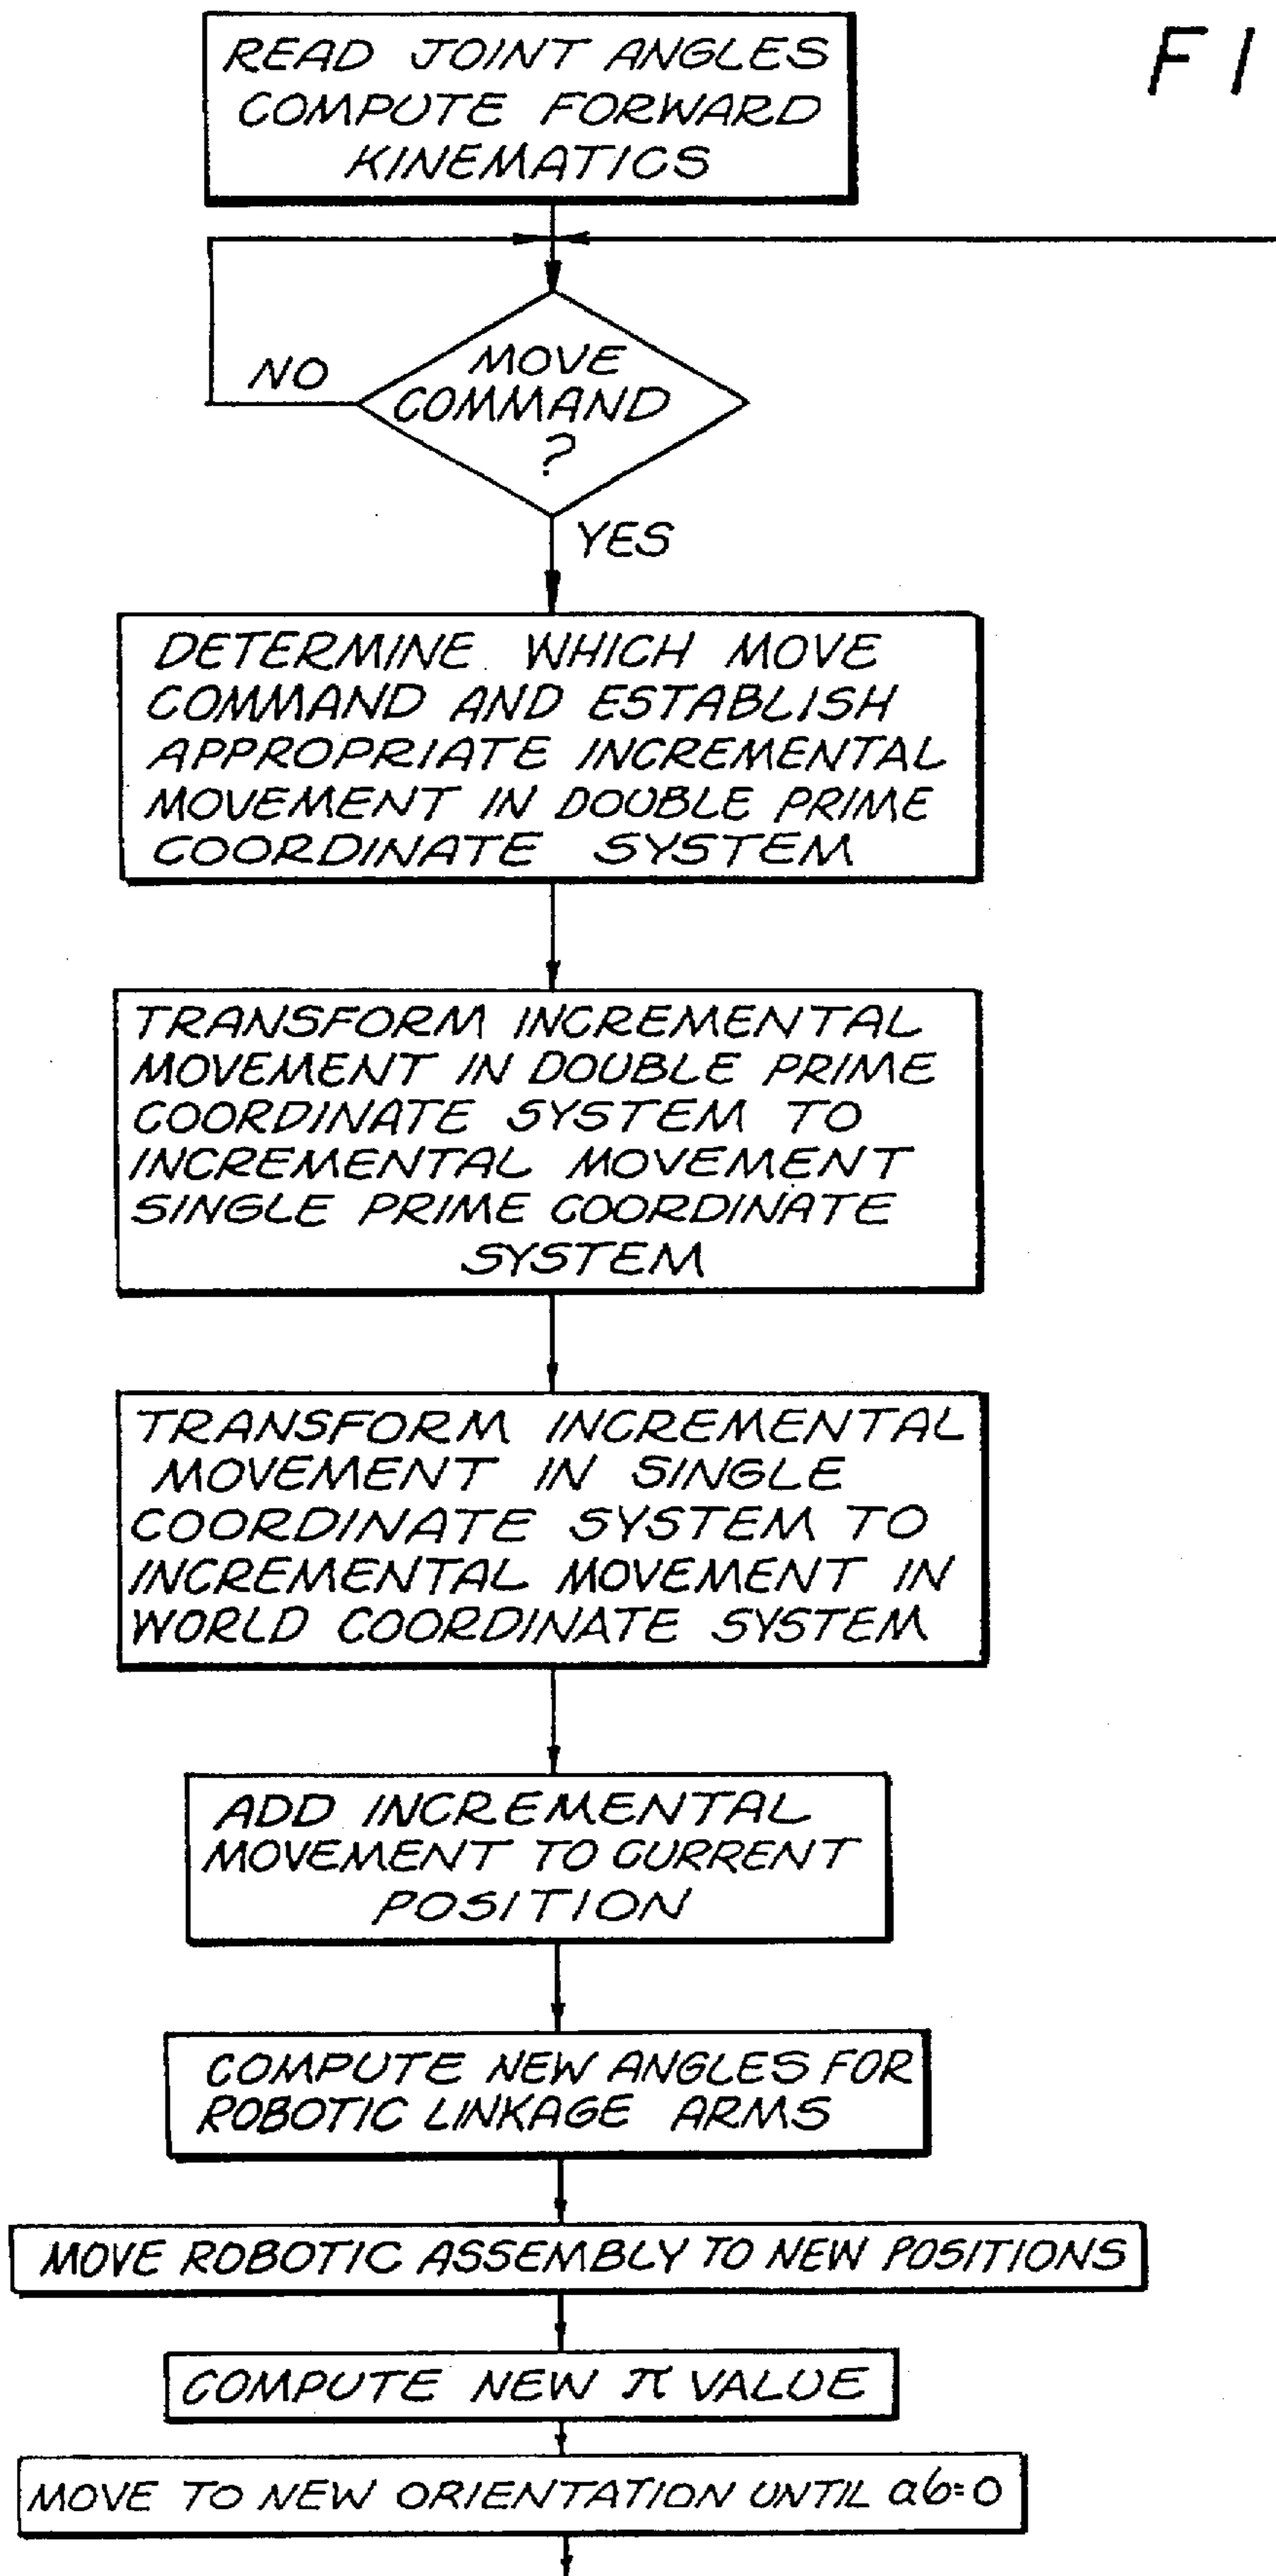 READ JOINT ANGLES
COMPUTE FORWARD
KINEMATICS
FI
MOVE
COMMAND
?
NO
YES
DETERMINE WHICH MOVE
COMMAND AND ESTABLISH
APPROPRIATE INCREMENTAL
MOVEMENT IN DOUBLE PRIME
COORDINATE SYSTEM
TRANSFORM INCREMENTAL
MOVEMENT IN DOUBLE PRIME
COORDINATE SYSTEM TO
INCREMENTAL MOVEMENT
SINGLE PRIME COORDINATE
SYSTEM
TRANSFORM INCREMENTAL
MOVEMENT IN SINGLE
COORDINATE SYSTEM TO
INCREMENTAL MOVEMENT IN
WORLD COORDINATE SYSTEM
ADD INCREMENTAL
MOVEMENT TO CURRENT
POSITION
COMPUTE NEW ANGLES FOR
ROBOTIC LINKAGE ARMS
MOVE ROBOTIC ASSEMBLY TO NEW POSITIONS
COMPUTE NEW π VALUE
MOVE TO NEW ORIENTATION UNTIL a6=0